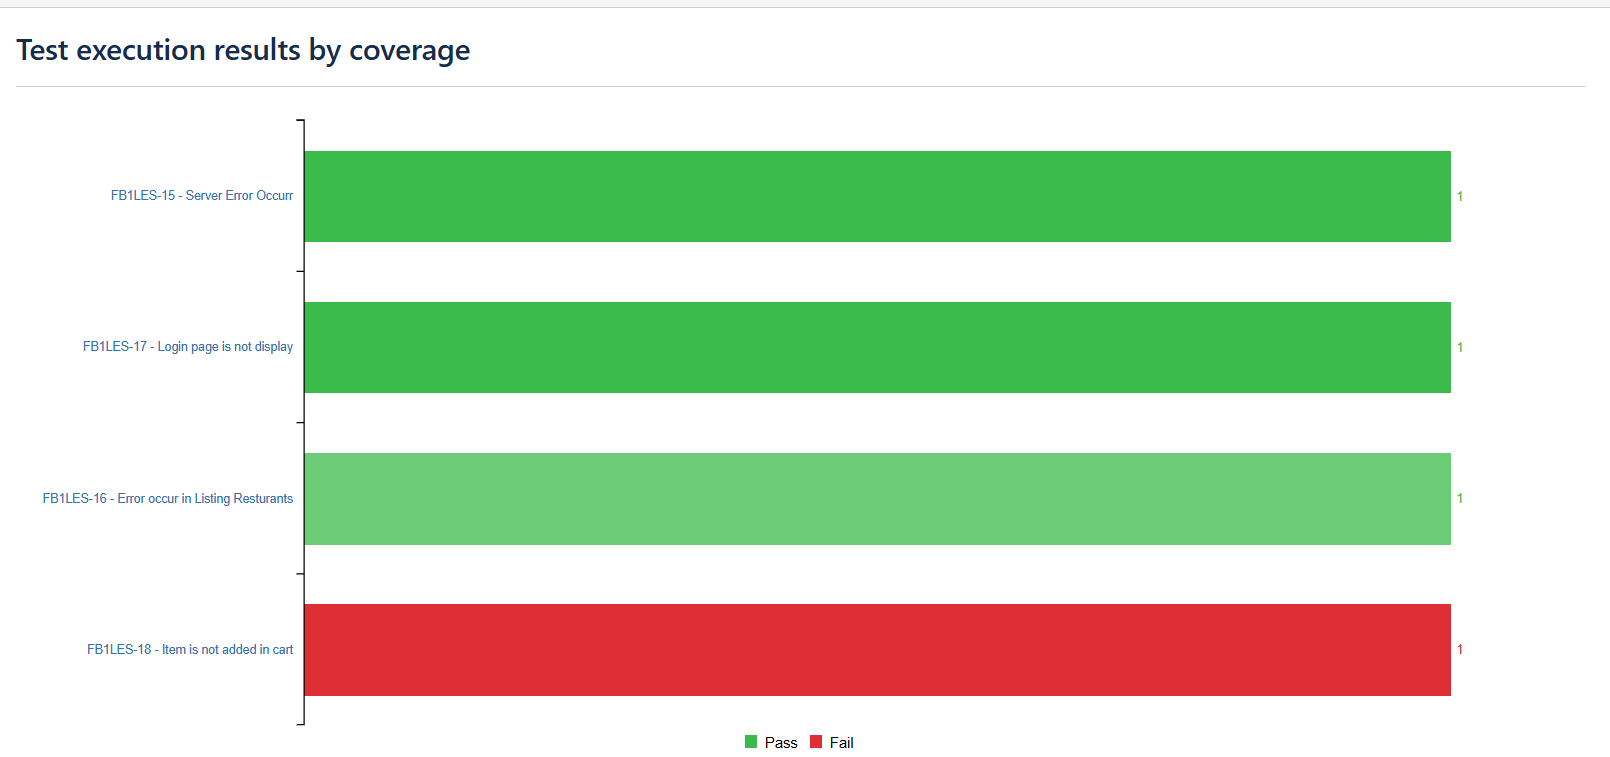 Test execution results by coverage
FB1LES-15 - Server Error Occurr
1
FB1LES-17 - Login page is not display
1
FB1LES-16 - Error occur in Listing Resturants
1
FB1LES-18 - Item is not added in cart
1
Pass Fail